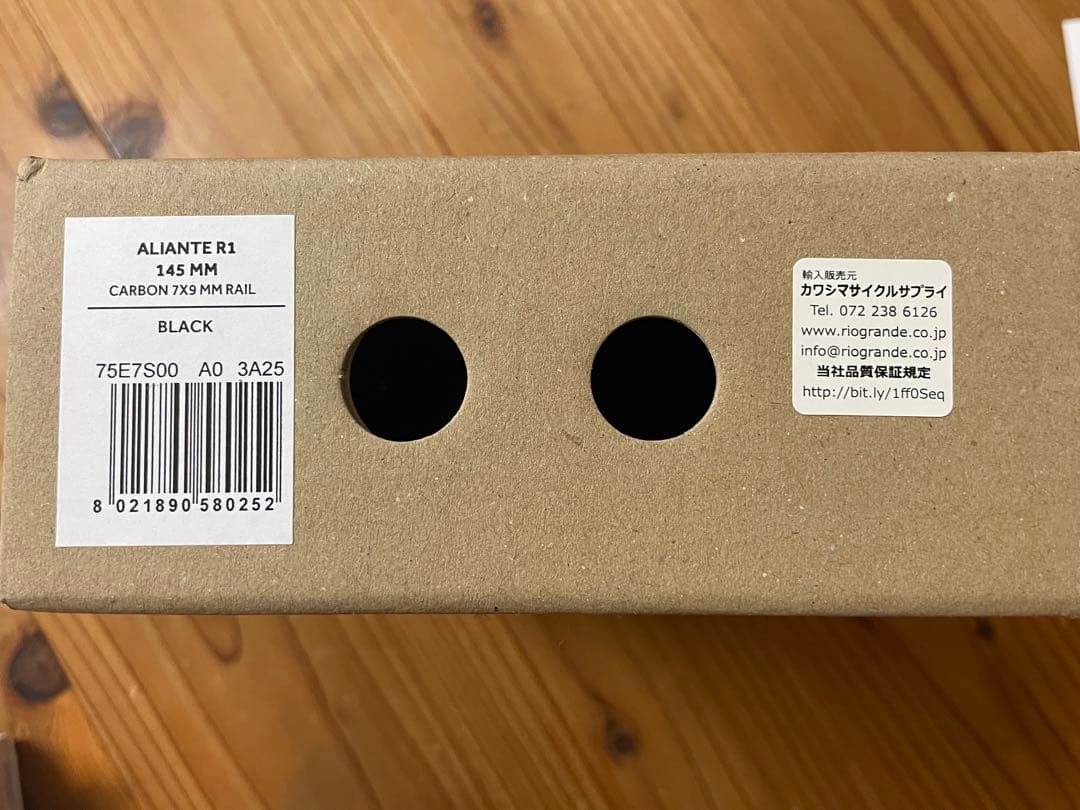 ALIANTE R1
145 MM
CARBON 7X9 MM RAIL
BLACK
75E7S00 A0 3A25
8 021890 580252
輸入販売元
カワシマサイクルサプライ
Tel. 072 238 6126
www.riogrande.co.jp
info@riogrande.co.jp
当社品質保証規定
http://bit.ly/1ff0Seq